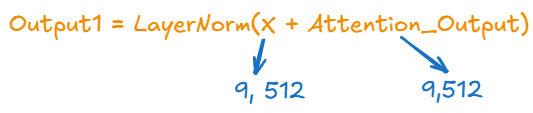 Output1 = LayerNorm(X + Attention_Output)
9, 512 9,512